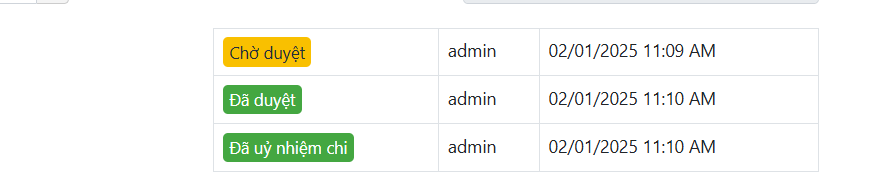 Chờ duyệt admin 02/01/2025 11:09 AM
Đã duyệt admin 02/01/2025 11:10 AM
Đã uỷ nhiệm chi admin 02/01/2025 11:10 AM